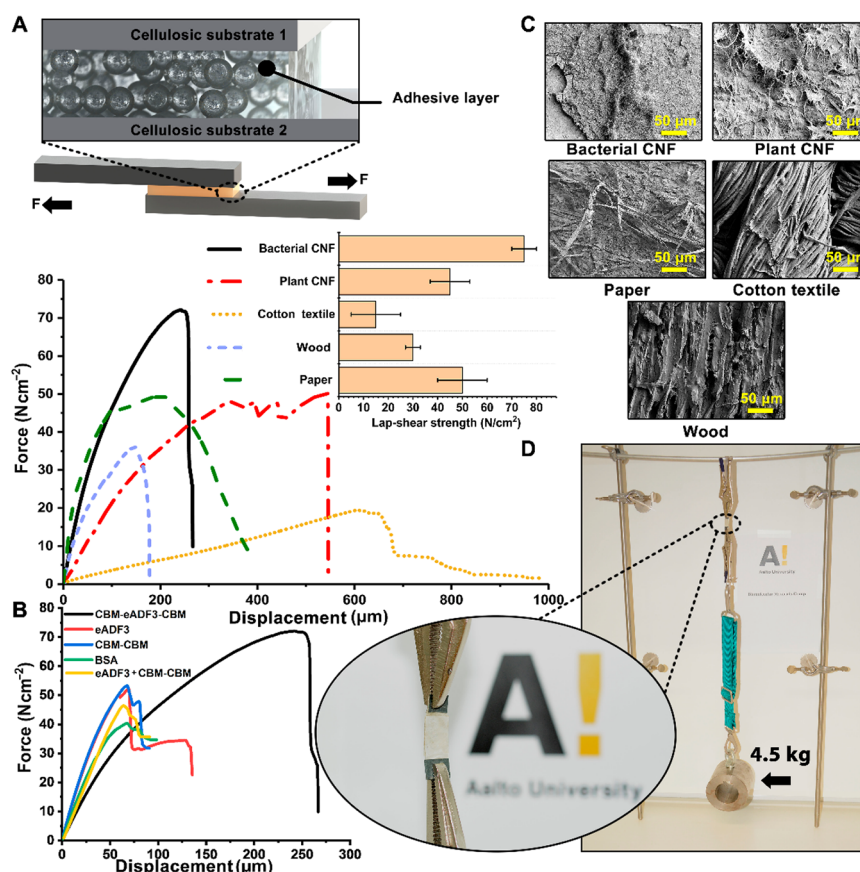 A
Cellulosic substrate 1
Adhesive layer
Cellulosic substrate 2
F
F
Bacterial CNF
Plant CNF
Cotton textile
Wood
Paper
0 10 20 30 40 50 60 70 80
Lap-shear strength (N/cm²)
80
70
60
50
40
30
20
10
0
Force (Ncm⁻²)
0 200 400 600 800 1000
Displacement (µm)
B
CBM-eADF3-CBM
eADF3
CBM-CBM
BSA
eADF3+CBM-CBM
80
70
60
50
40
30
20
10
0
Force (Ncm⁻²)
0 50 100 150 200 250 300
Displacement (µm)
C
50 µm
Bacterial CNF
50 µm
Plant CNF
50 µm
Paper
50 µm
Cotton textile
50 µm
Wood
D
A!
Aalto University
4.5 kg
A!
Aalto University